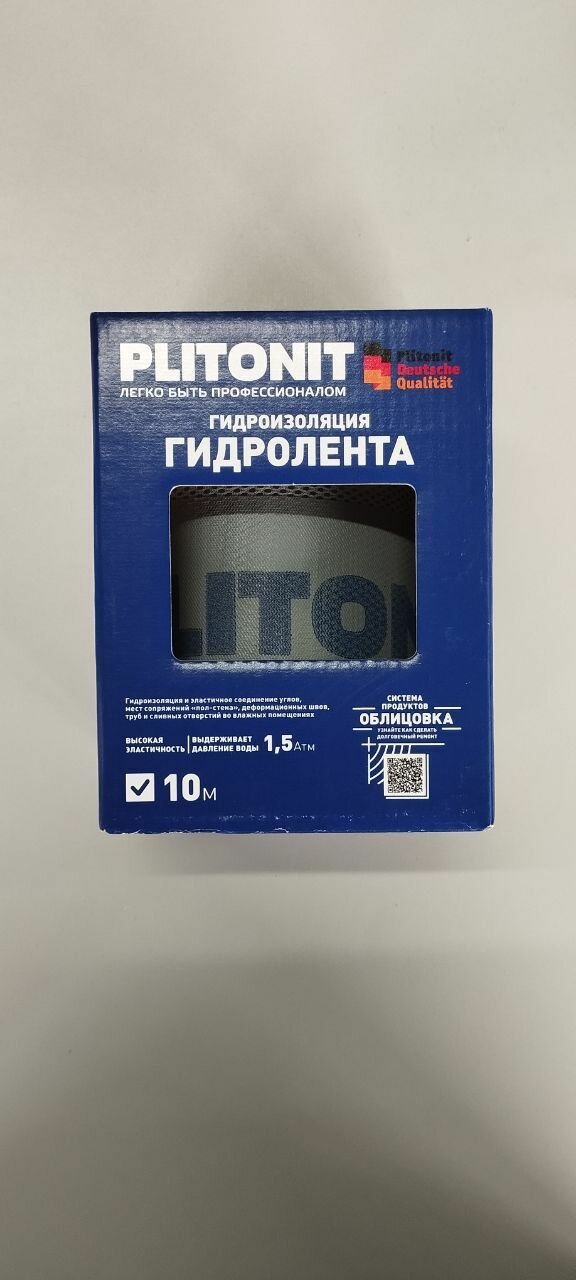 PLITONIT
ЛЕГКО БЫТЬ ПРОФЕССИОНАЛОМ
Plitonit
Deutsche
Qualität
ГИДРОИЗОЛЯЦИЯ
ГИДРОЛЕНТА
LITON
Гидроизоляция и эластичное соединение углов,
мест сопряжений «пол-стена», деформационных швов,
труб и сливных отверстий во влажных помещениях
ВЫСОКАЯ
ЭЛАСТИЧНОСТЬ
ВЫДЕРЖИВАЕТ
ДАВЛЕНИЕ ВОДЫ
1,5 Атм
10 м
СИСТЕМА
ПРОДУКТОВ
ОБЛИЦОВКА
УЗНАЙТЕ КАК СДЕЛАТЬ
ДОЛГОВЕЧНЫЙ РЕМОНТ